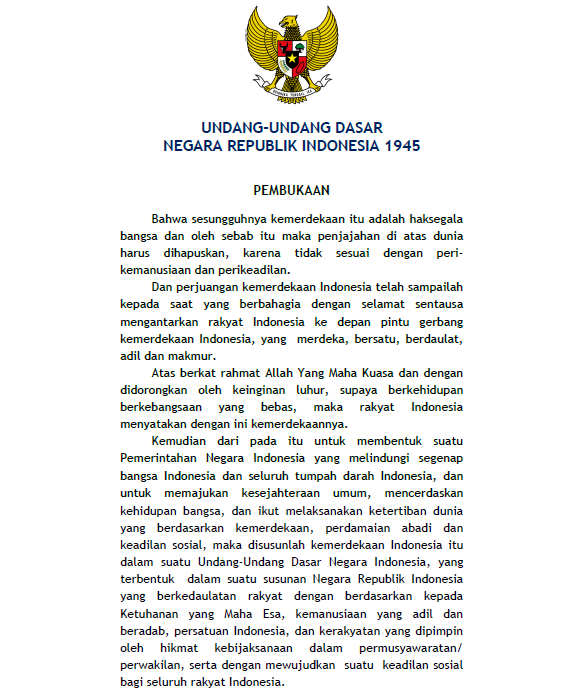 UNDANG-UNDANG DASAR
NEGARA REPUBLIK INDONESIA 1945
PEMBUKAAN
Bahwa sesungguhnya kemerdekaan itu adalah haksegala
bangsa dan oleh sebab itu maka penjajahan di atas dunia
harus dihapuskan, karena tidak sesuai dengan peri-
kemanusiaan dan perikeadilan.
Dan perjuangan kemerdekaan Indonesia telah sampailah
kepada saat yang berbahagia dengan selamat sentausa
mengantarkan rakyat Indonesia ke depan pintu gerbang
kemerdekaan Indonesia, yang merdeka, bersatu, berdaulat,
adil dan makmur.
Atas berkat rahmat Allah Yang Maha Kuasa dan dengan
didorongkan oleh keinginan luhur, supaya berkehidupan
berkebangsaan yang bebas, maka rakyat Indonesia
menyatakan dengan ini kemerdekaannya.
Kemudian dari pada itu untuk membentuk suatu
Pemerintahan Negara Indonesia yang melindungi segenap
bangsa Indonesia dan seluruh tumpah darah Indonesia, dan
untuk memajukan kesejahteraan umum, mencerdaskan
kehidupan bangsa, dan ikut melaksanakan ketertiban dunia
yang berdasarkan kemerdekaan, perdamaian abadi dan
keadilan sosial, maka disusunlah kemerdekaan Indonesia itu
dalam suatu Undang-Undang Dasar Negara Indonesia, yang
terbentuk dalam suatu susunan Negara Republik Indonesia
yang berkedaulatan rakyat dengan berdasarkan kepada
Ketuhanan yang Maha Esa, kemanusiaan yang adil dan
beradab, persatuan Indonesia, dan kerakyatan yang dipimpin
oleh hikmat kebijaksanaan dalam permusyawaratan/
perwakilan, serta dengan mewujudkan suatu keadilan sosial
bagi seluruh rakyat Indonesia.